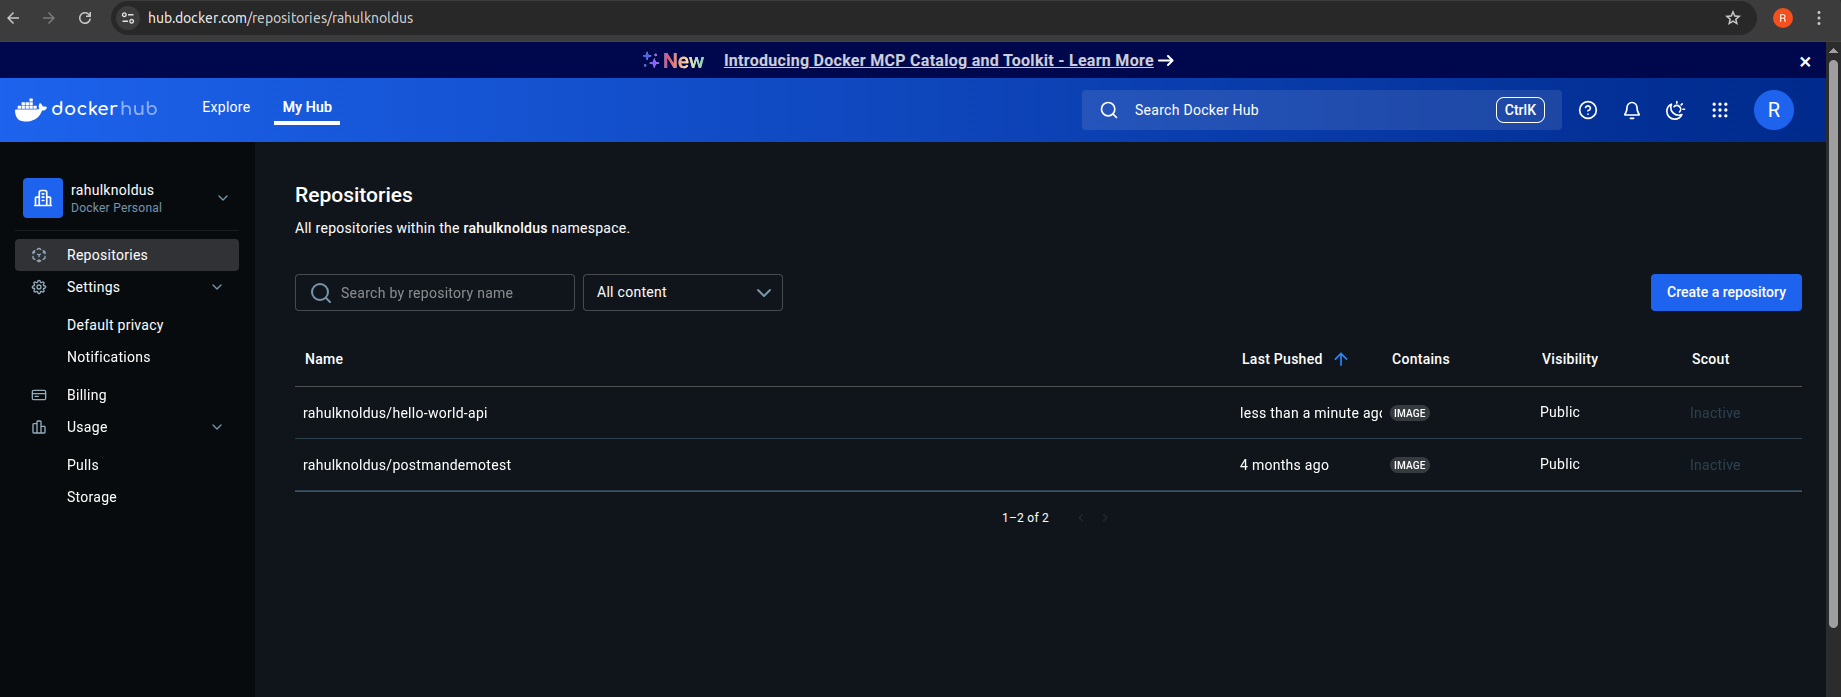 hub.docker.com/repositories/rahulknoldus
R
New Introducing Docker MCP Catalog and Toolkit - Learn More →
dockerhub
Explore
My Hub
Search Docker Hub
CtrlK
R
rahulknoldus
Docker Personal
Repositories
Settings
Default privacy
Notifications
Billing
Usage
Pulls
Storage
Repositories
All repositories within the rahulknoldus namespace.
Search by repository name
All content
Create a repository
Name Last Pushed Contains Visibility Scout
rahulknoldus/hello-world-api less than a minute ago IMAGE Public Inactive
rahulknoldus/postmandemotest 4 months ago IMAGE Public Inactive
1–2 of 2